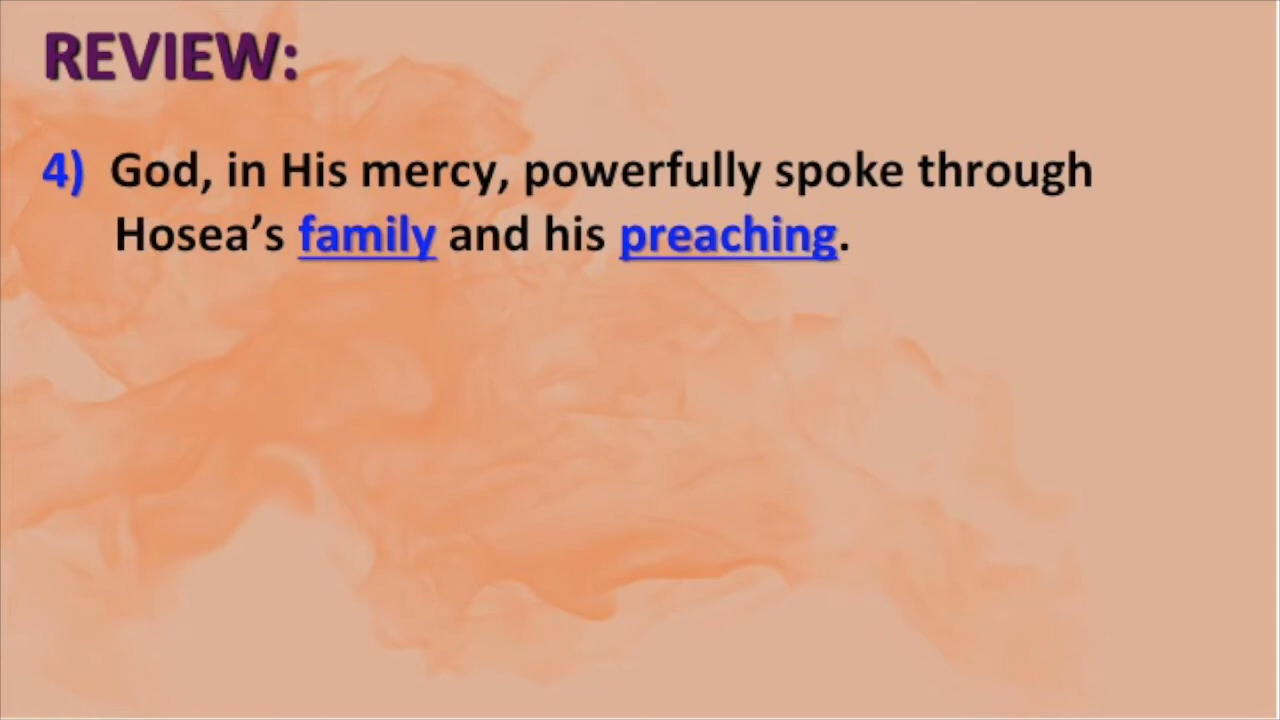 REVIEW:
4) God, in His mercy, powerfully spoke through
Hosea’s family and his preaching.